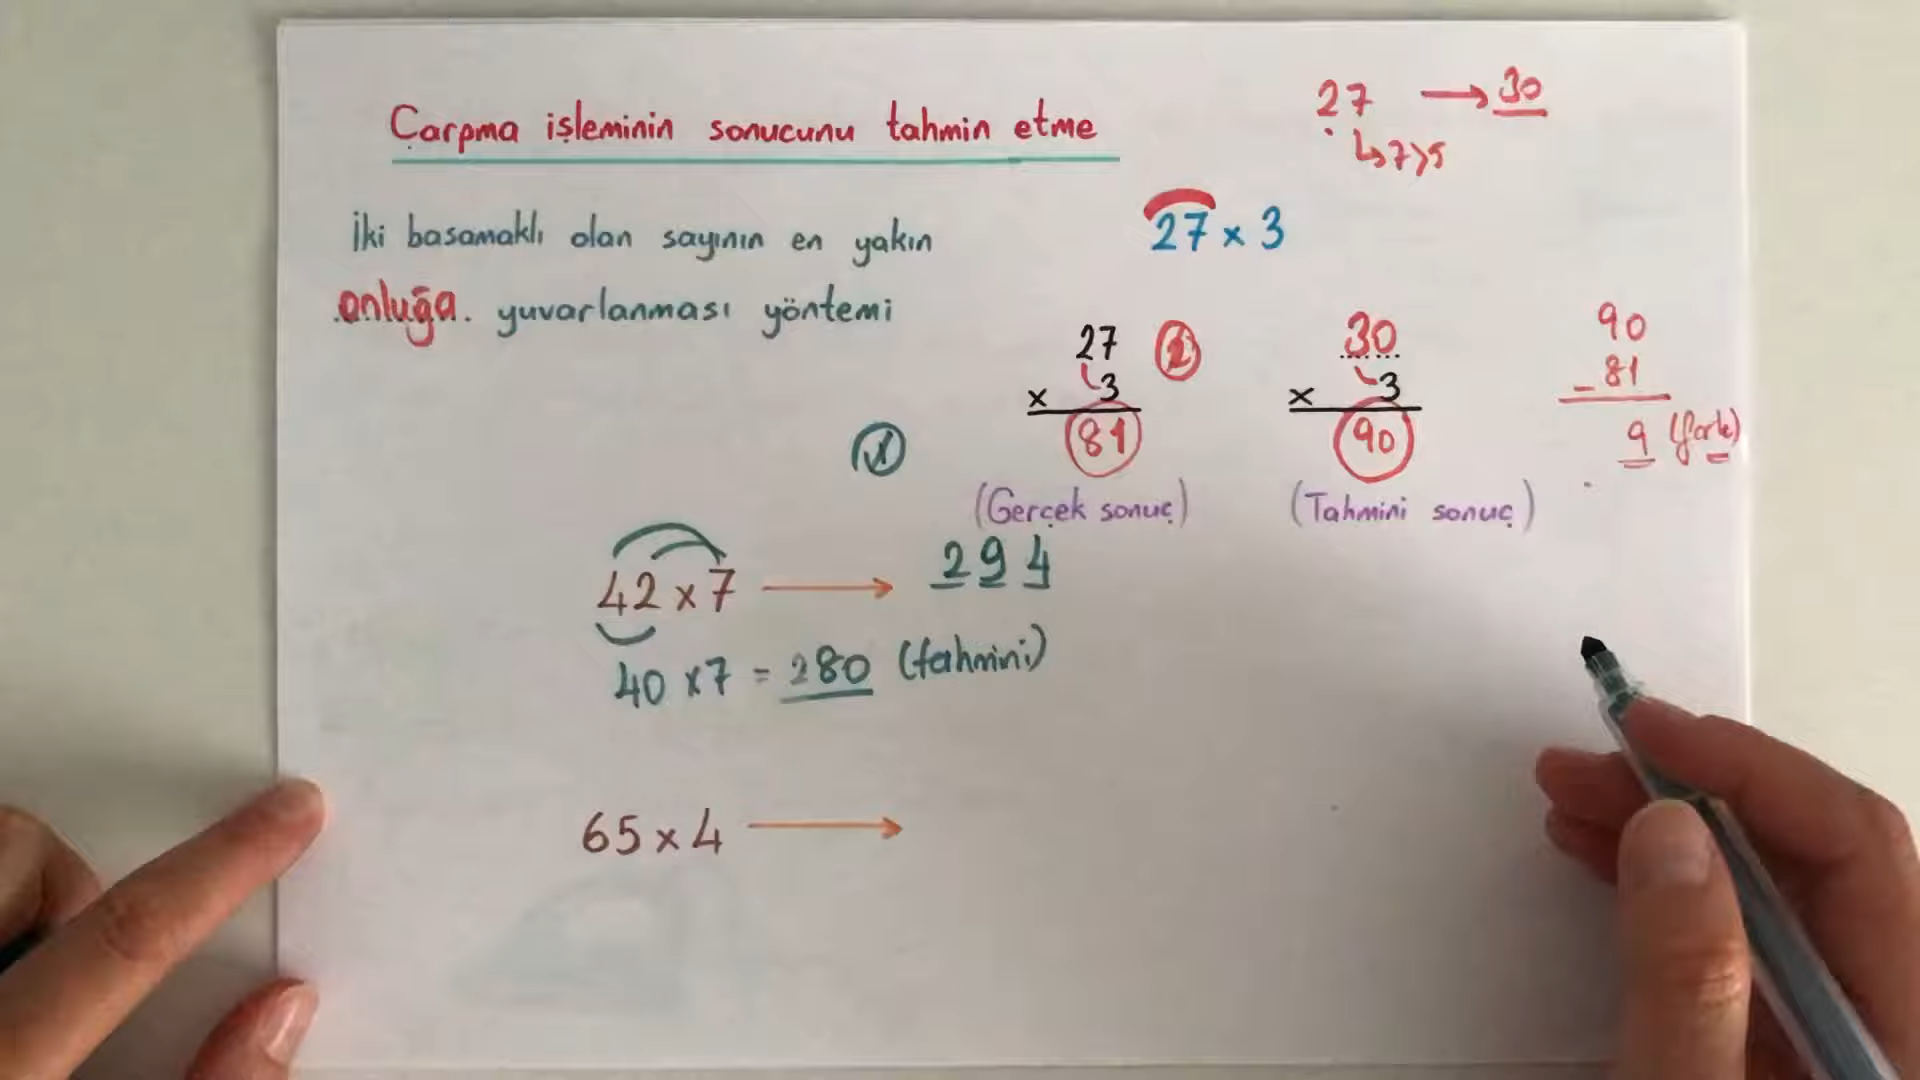 Çarpma işleminin sonucunu tahmin etme
27 → 30
↳ 7>5
İki basamaklı olan sayının en yakın
onluğa yuvarlanması yöntemi
27 x 3
27
x 3
81
(Gerçek sonuç)
2
30
x 3
90
(Tahmini sonuç)
90
- 81
9 (fark)
1
42 x 7 → 294
40 x 7 = 280 (tahmini)
65 x 4 →